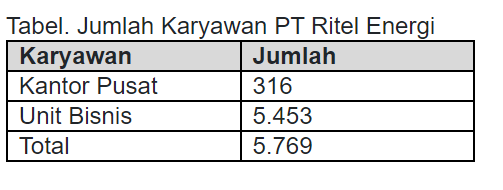 Tabel. Jumlah Karyawan PT Ritel Energi
Karyawan Jumlah
Kantor Pusat 316
Unit Bisnis 5.453
Total 5.769